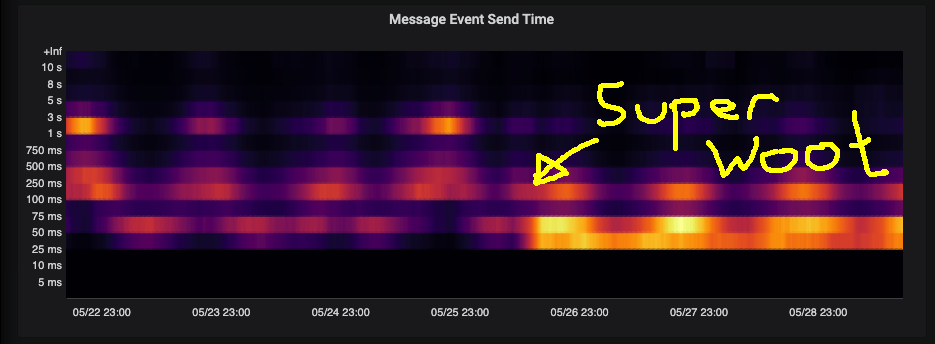 Message Event Send Time
+Inf
10 s
8 s
5 s
3 s
1 s
750 ms
500 ms
250 ms
100 ms
75 ms
50 ms
25 ms
10 ms
5 ms
Super
woot
05/22 23:00 05/23 23:00 05/24 23:00 05/25 23:00 05/26 23:00 05/27 23:00 05/28 23:00